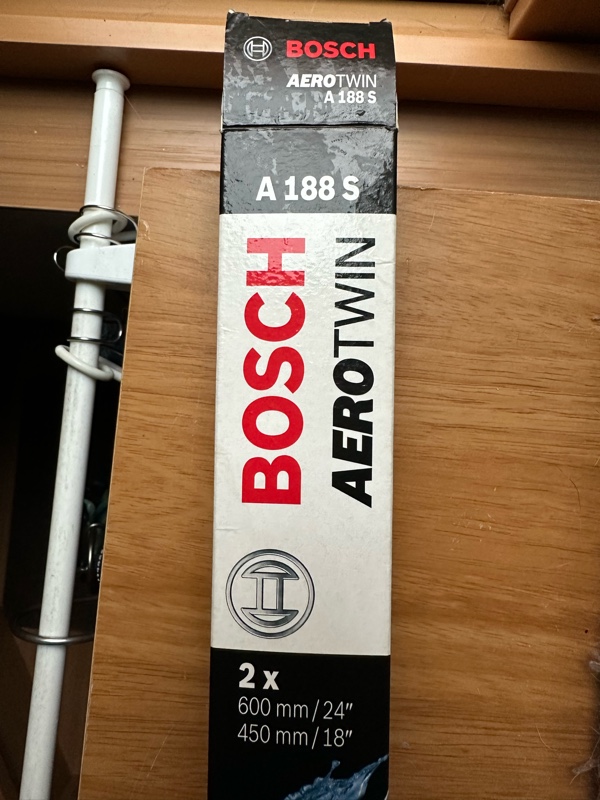 BOSCH
AEROTWIN
A 188 S
A 188 S
BOSCH
AEROTWIN
2 x
600 mm/24″
450 mm/18″